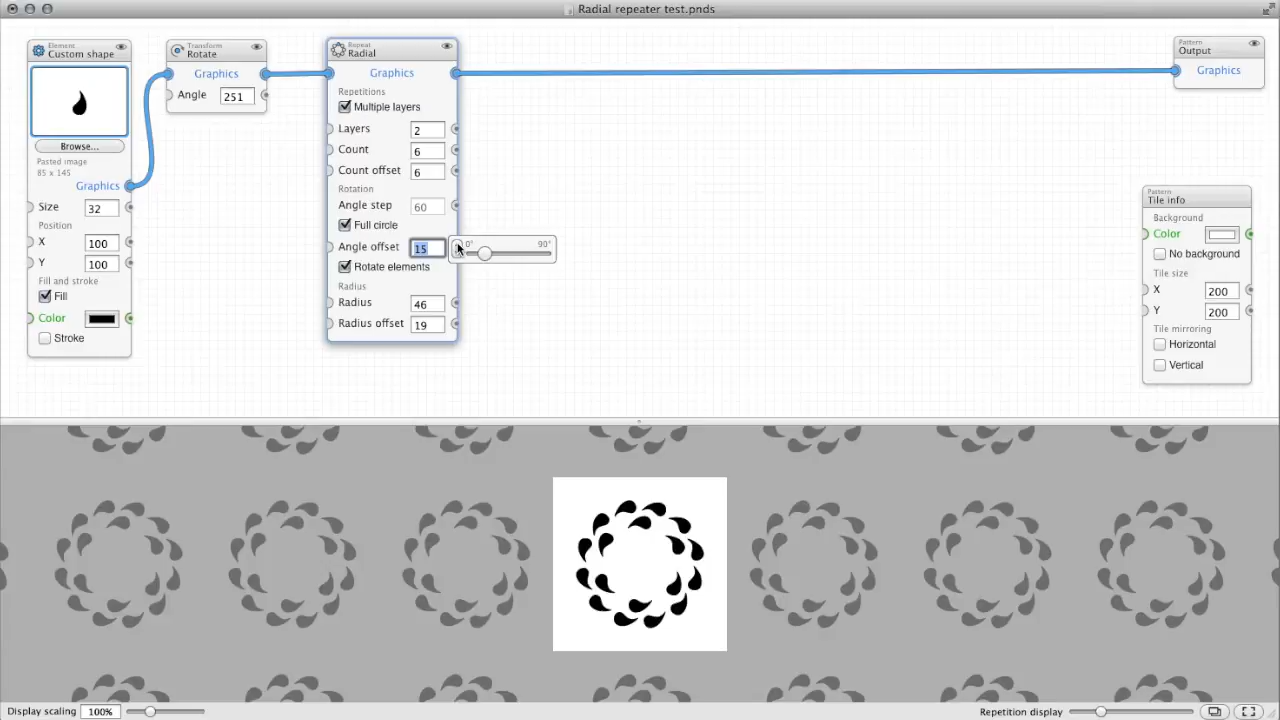 Radial repeater test.pnds
Element
Custom shape
Browse...
Pasted image
85 x 145
Graphics
Size 32
Position
X 100
Y 100
Fill and stroke
Fill
Color
Stroke
Transform
Rotate
Graphics
Angle 251
Repeat
Radial
Graphics
Repetitions
Multiple layers
Layers 2
Count 6
Count offset 6
Rotation
Angle step 60
Full circle
Angle offset 15
0° 90°
Rotate elements
Radius
Radius 46
Radius offset 19
Pattern
Output
Graphics
Pattern
Tile info
Background
Color
No background
Tile size
X 200
Y 200
Tile mirroring
Horizontal
Vertical
Display scaling 100%
Repetition display